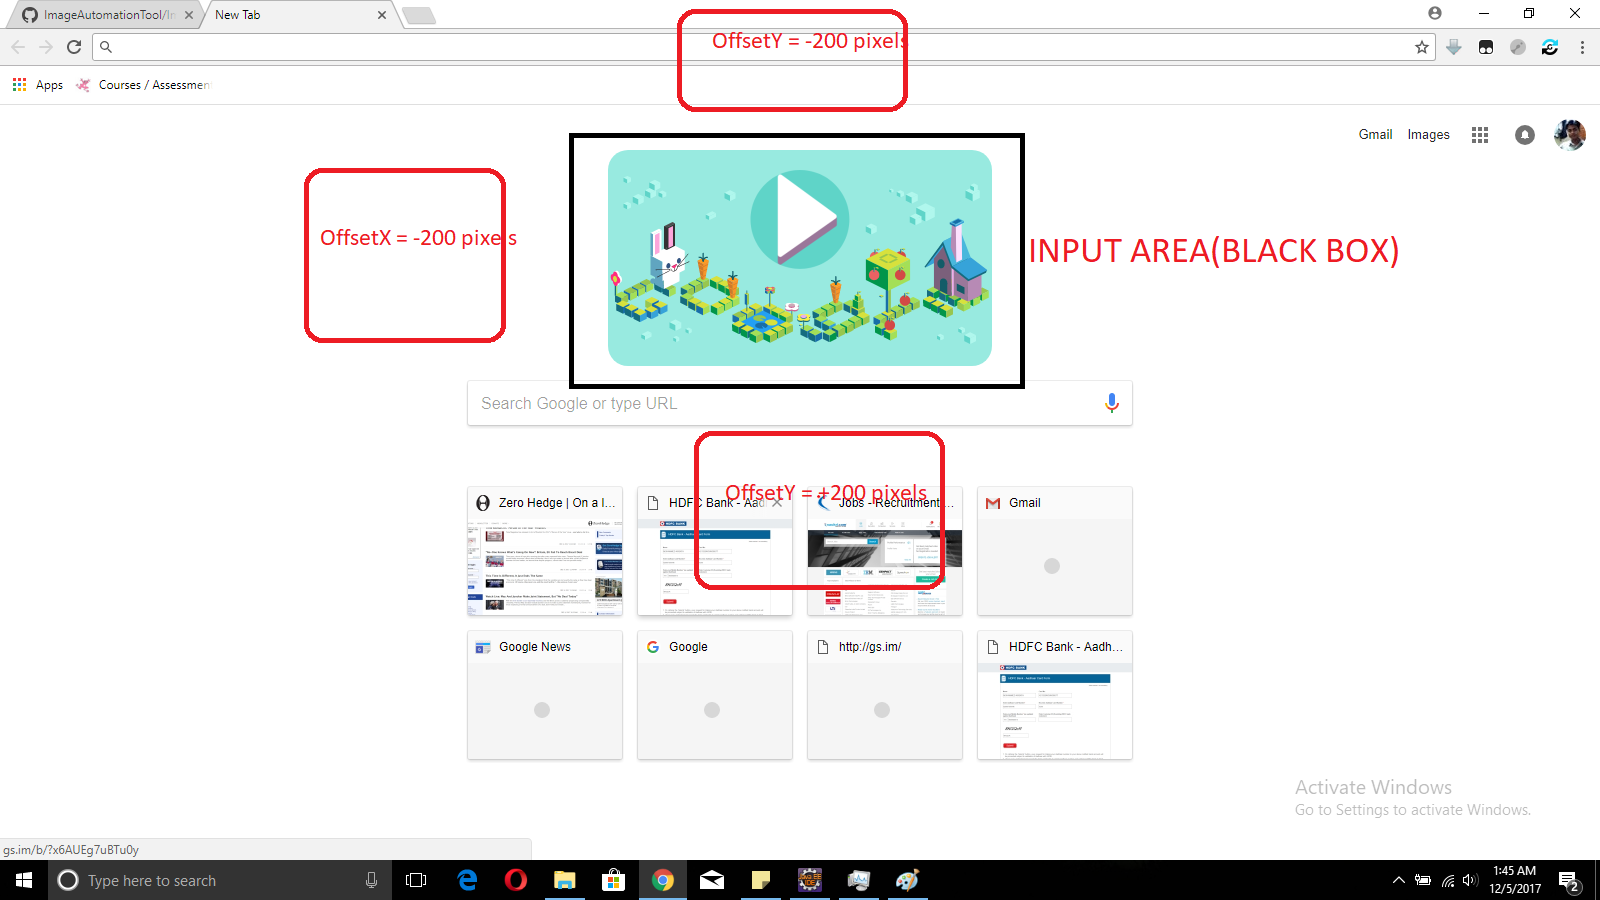 ImageAutomationTool/In
New Tab
OffsetY = -200 pixels
Apps
Courses / Assessmen
Gmail
Images
OffsetX = -200 pixels
INPUT AREA(BLACK BOX)
Search Google or type URL
OffsetY = +200 pixels
Zero Hedge | On a l...
HDFC Bank - Aad
Jobs - Recruitment ...
Gmail
Google News
Google
http://gs.im/
HDFC Bank - Aadh...
Activate Windows
Go to Settings to activate Windows.
gs.im/b/?x6AUEg7uBTu0y
Type here to search
1:45 AM
12/5/2017
2